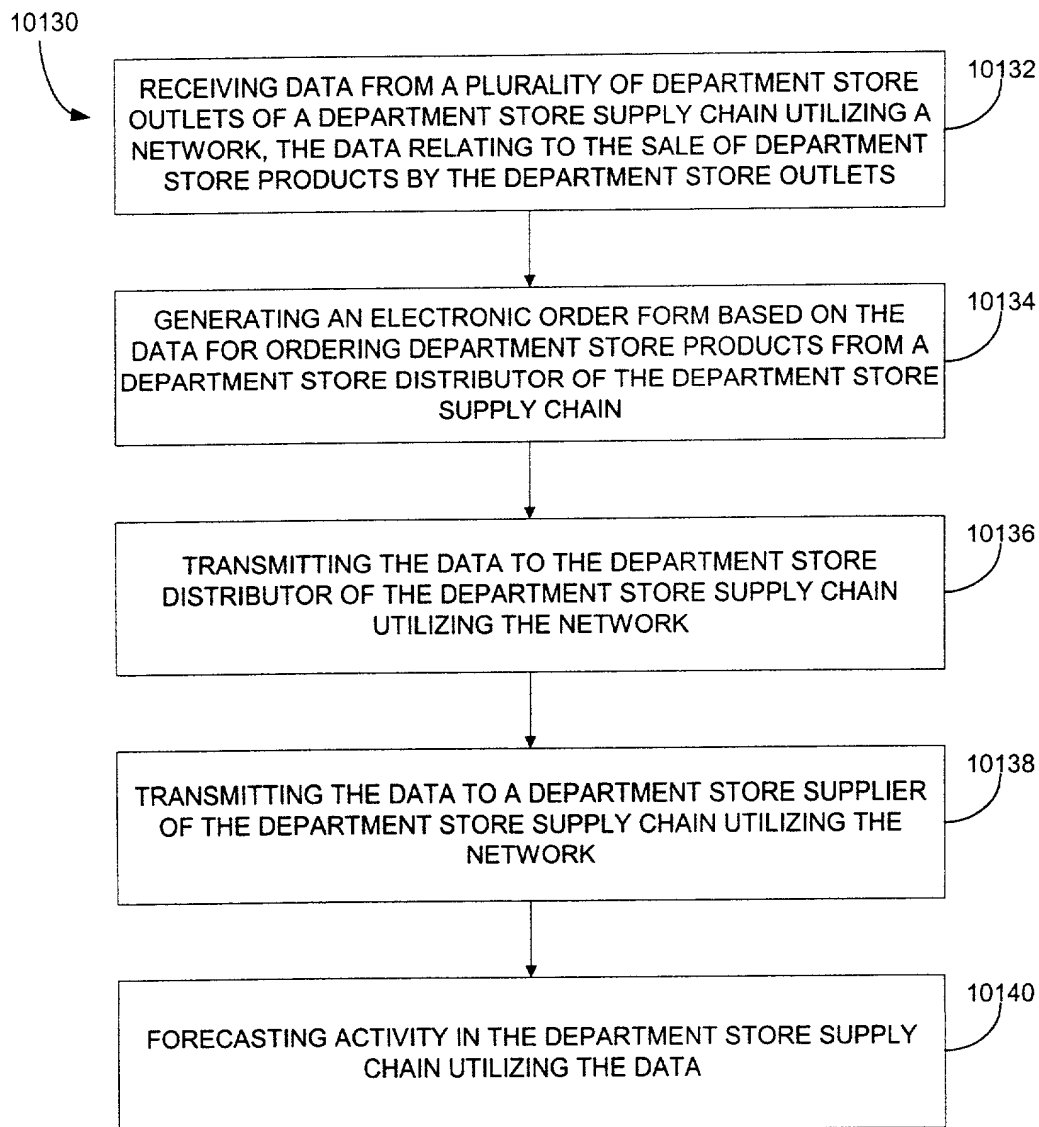 10130
RECEIVING DATA FROM A PLURALITY OF DEPARTMENT STORE
OUTLETS OF A DEPARTMENT STORE SUPPLY CHAIN UTILIZING A
NETWORK, THE DATA RELATING TO THE SALE OF DEPARTMENT
STORE PRODUCTS BY THE DEPARTMENT STORE OUTLETS
10132
GENERATING AN ELECTRONIC ORDER FORM BASED ON THE
DATA FOR ORDERING DEPARTMENT STORE PRODUCTS FROM A
DEPARTMENT STORE DISTRIBUTOR OF THE DEPARTMENT STORE
SUPPLY CHAIN
10134
TRANSMITTING THE DATA TO THE DEPARTMENT STORE
DISTRIBUTOR OF THE DEPARTMENT STORE SUPPLY CHAIN
UTILIZING THE NETWORK
10136
TRANSMITTING THE DATA TO A DEPARTMENT STORE SUPPLIER
OF THE DEPARTMENT STORE SUPPLY CHAIN UTILIZING THE
NETWORK
10138
FORECASTING ACTIVITY IN THE DEPARTMENT STORE SUPPLY
CHAIN UTILIZING THE DATA
10140